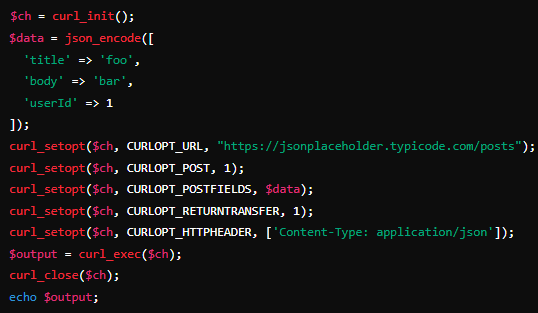 $ch = curl_init();
$data = json_encode([
  'title' => 'foo',
  'body' => 'bar',
  'userId' => 1
]);
curl_setopt($ch, CURLOPT_URL, "https://jsonplaceholder.typicode.com/posts");
curl_setopt($ch, CURLOPT_POST, 1);
curl_setopt($ch, CURLOPT_POSTFIELDS, $data);
curl_setopt($ch, CURLOPT_RETURNTRANSFER, 1);
curl_setopt($ch, CURLOPT_HTTPHEADER, ['Content-Type: application/json']);
$output = curl_exec($ch);
curl_close($ch);
echo $output;